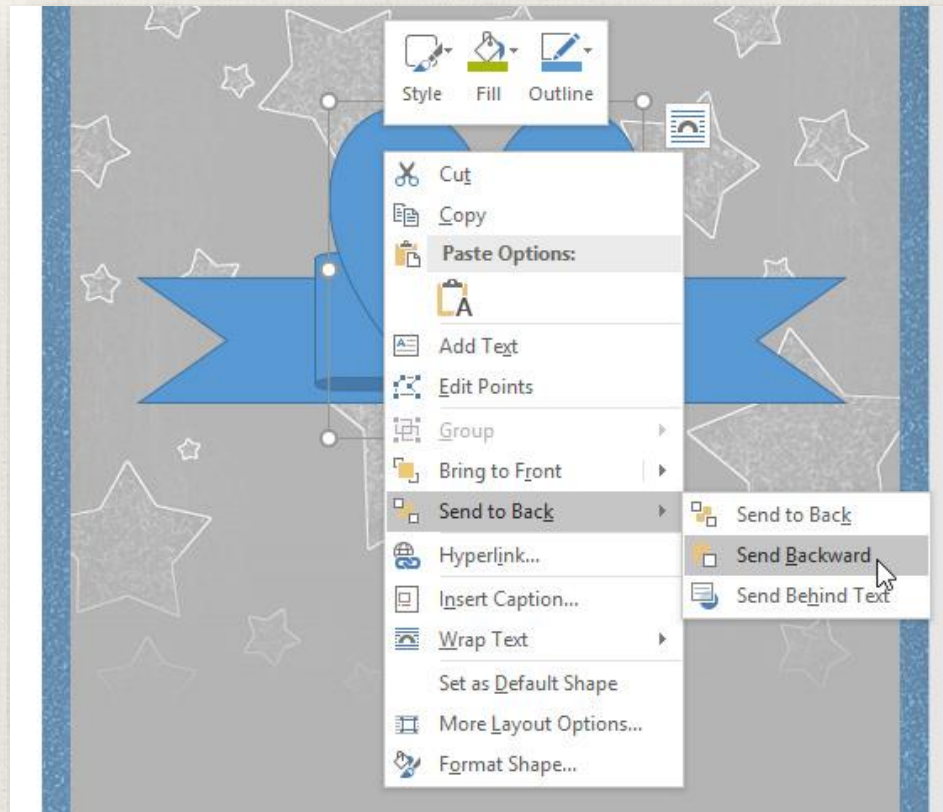 Style Fill Outline
Cut
Copy
Paste Options:
A
Add Text
Edit Points
Group
Bring to Front
Send to Back
Send to Back
Send Backward
Hyperlink...
Send Behind Text
Insert Caption...
Wrap Text
Set as Default Shape
More Layout Options...
Format Shape...